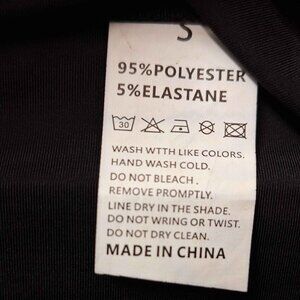 S
95%POLYESTER
5%ELASTANE
30
WASH WTTH LIKE COLORS.
HAND WASH COLD.
DO NOT BLEACH.
REMOVE PROMPTLY.
LINE DRY IN THE SHADE.
DO NOT WRING OR TWIST.
DO NOT DRY CLEAN.
MADE IN CHINA